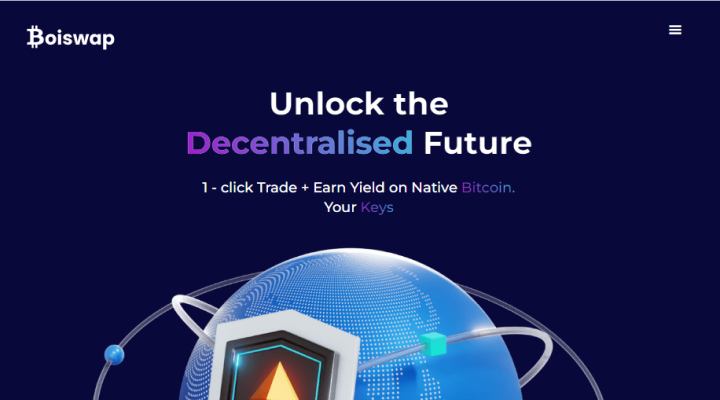 Boiswap
Unlock the
Decentralised Future
1 - click Trade + Earn Yield on Native Bitcoin.
Your Keys